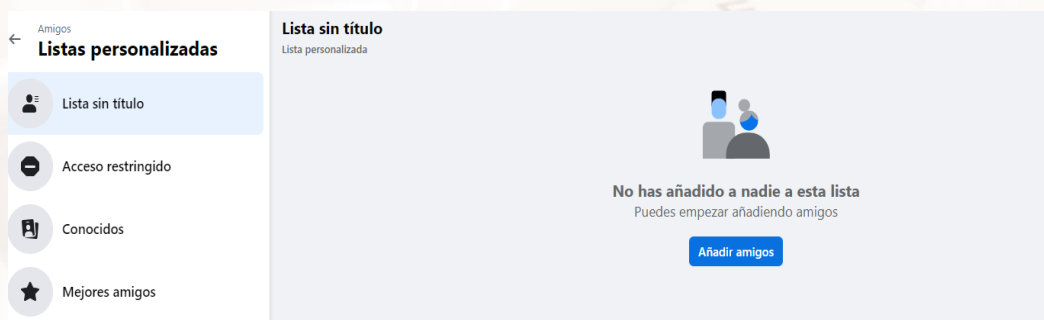 Amigos
Listas personalizadas
Lista sin título
Acceso restringido
Conocidos
Mejores amigos
Lista sin título
Lista personalizada
No has añadido a nadie a esta lista
Puedes empezar añadiendo amigos
Añadir amigos